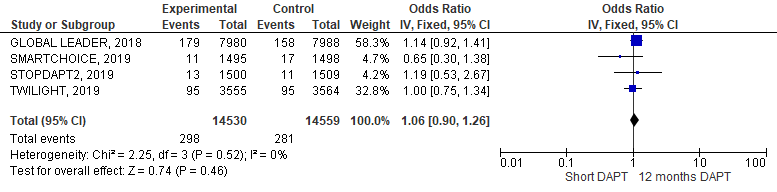 Experimental Control Odds Ratio Odds Ratio
Study or Subgroup Events Total Events Total Weight IV, Fixed, 95% CI IV, Fixed, 95% CI
GLOBAL LEADER, 2018 179 7980 158 7988 58.3% 1.14 [0.92, 1.41]
SMARTCHOICE, 2019 11 1495 17 1498 4.7% 0.65 [0.30, 1.38]
STOPDAPT2, 2019 13 1500 11 1509 4.2% 1.19 [0.53, 2.67]
TWILIGHT, 2019 95 3555 95 3564 32.8% 1.00 [0.75, 1.34]
Total (95% CI) 14530 14559 100.0% 1.06 [0.90, 1.26]
Total events 298 281
Heterogeneity: Chi² = 2.25, df = 3 (P = 0.52); I² = 0%
Test for overall effect: Z = 0.74 (P = 0.46)
0.01 0.1 1 10 100
Short DAPT 12 months DAPT